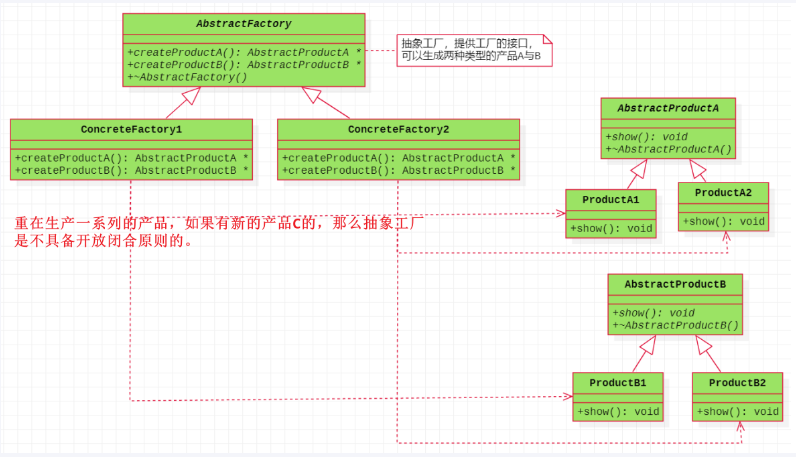 AbstractFactory
+createProductA(): AbstractProductA *
+createProductB(): AbstractProductB *
+~AbstractFactory()
抽象工厂，提供工厂的接口，
可以生成两种类型的产品A与B
ConcreteFactory1
+createProductA(): AbstractProductA *
+createProductB(): AbstractProductB *
ConcreteFactory2
+createProductA(): AbstractProductA *
+createProductB(): AbstractProductB *
AbstractProductA
+show(): void
+~AbstractProductA()
ProductA1
+show(): void
ProductA2
+show(): void
重在生产一系列的产品，如果有新的产品C的，那么抽象工厂
是不具备开放闭合原则的。
AbstractProductB
+show(): void
+~AbstractProductB()
ProductB1
+show(): void
ProductB2
+show(): void